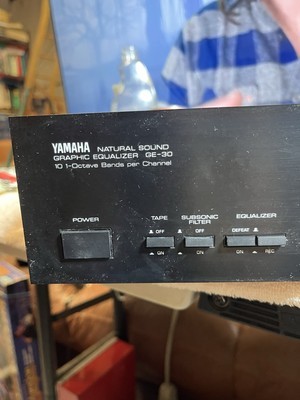 YAMAHA NATURAL SOUND
GRAPHIC EQUALIZER GE-30
10 1-Octave Bands per Channel
POWER
TAPE
OFF
ON
SUBSONIC
FILTER
OFF
ON
EQUALIZER
DEFEAT
ON
REC